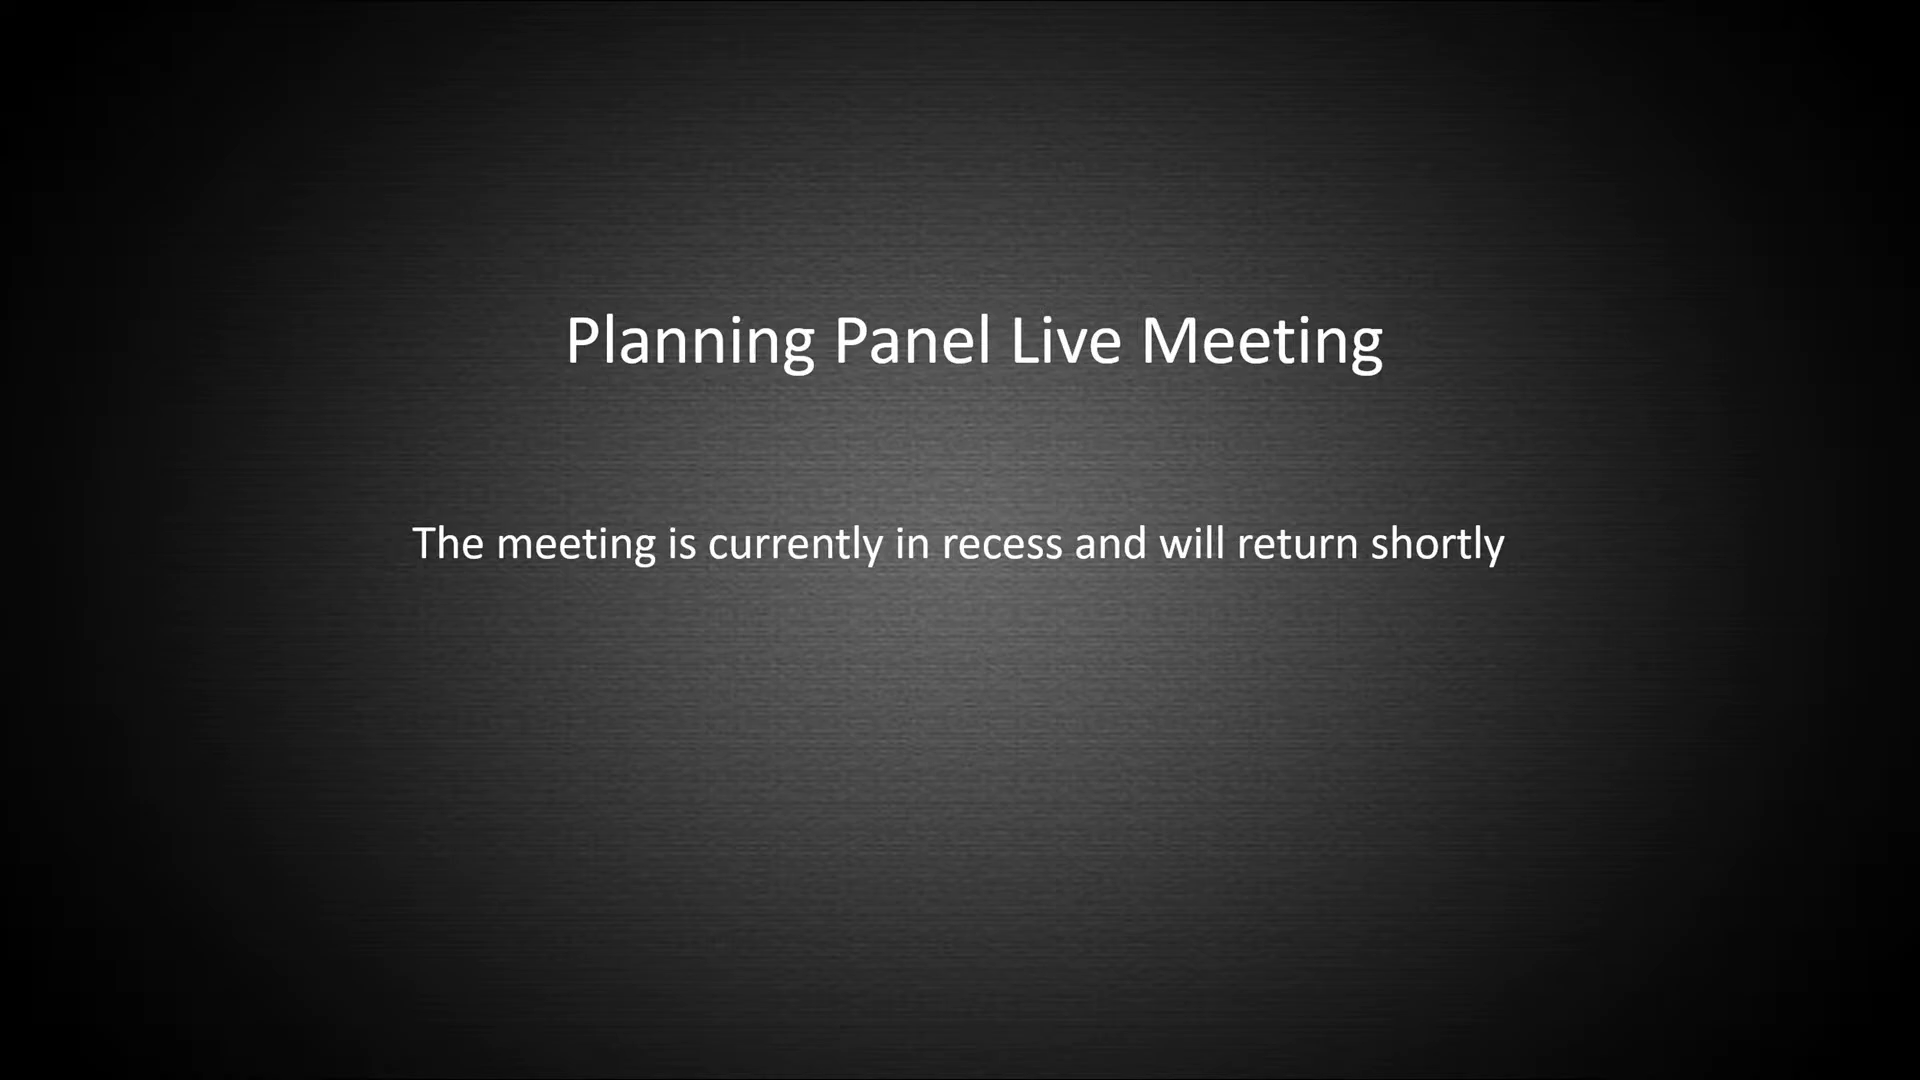 Planning Panel Live Meeting
The meeting is currently in recess and will return shortly